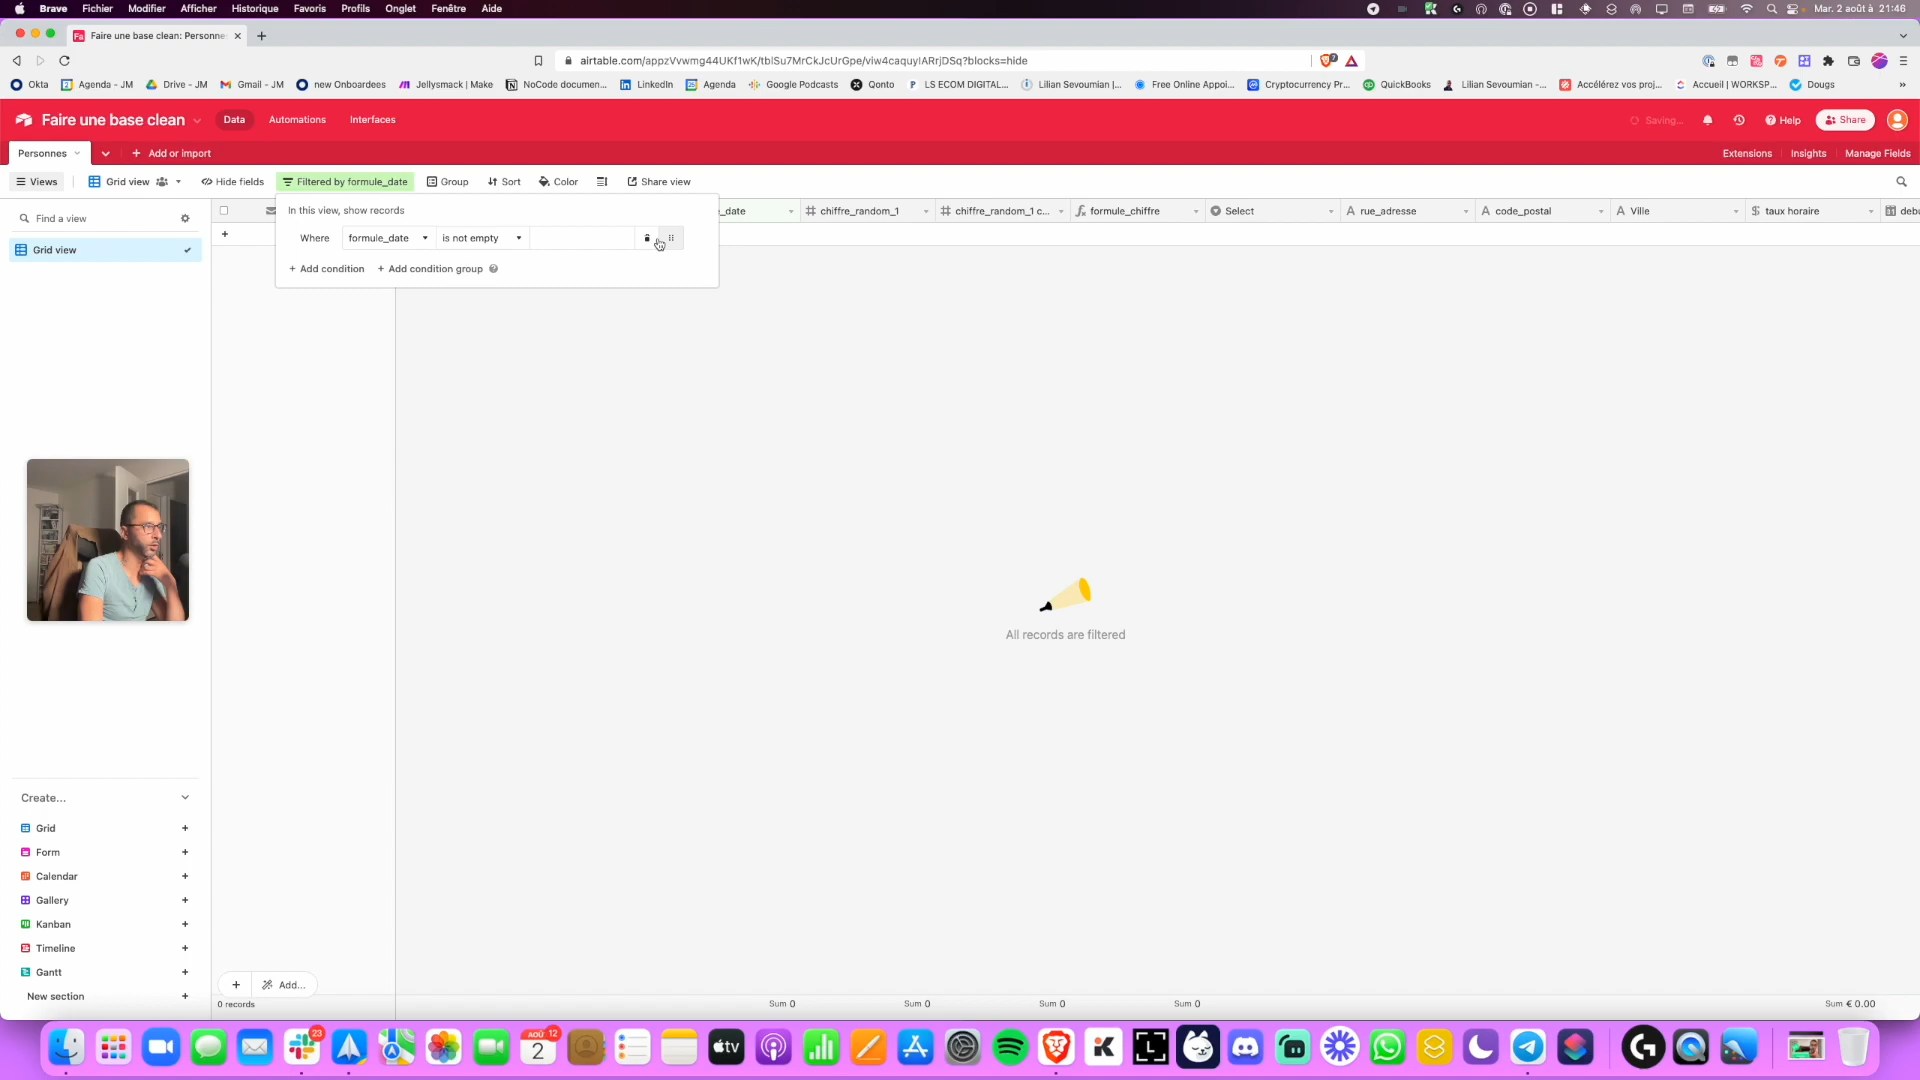 Brave Fichier Modifier Afficher Historique Favoris Profils Onglet Fenêtre Aide Mar. 2 août à 21:46
Faire une base clean: Personne
airtable.com/appzVvwmg44UKf1wK/tblSu7MrCkJcUrGpe/viw4caquylARrjDSq?blocks=hide
Okta Agenda - JM Drive - JM Gmail - JM new Onboardees Jellysmack | Make NoCode documen... LinkedIn Agenda Google Podcasts Qonto LS ECOM DIGITAL... Lilian Sevoumian |... Free Online Appoi... Cryptocurrency Pr... QuickBooks Lilian Sevoumian -... Accélérez vos proj... Accueil | WORKSP... Dougs
Faire une base clean Data Automations Interfaces Saving... Help Share
Personnes Add or import Extensions Insights Manage Fields
Views Grid view Hide fields Filtered by formule_date Group Sort Color Share view
Find a view
In this view, show records
_date chiffre_random_1 chiffre_random_1 c... formule_chiffre Select rue_adresse code_postal Ville taux horaire debu
Where formule_date is not empty
Grid view
+ Add condition + Add condition group
All records are filtered
Create...
Grid
Form
Calendar
Gallery
Kanban
Timeline
Gantt
New section
Add...
0 records Sum 0 Sum 0 Sum 0 Sum 0 Sum € 0.00
23
AOÛ 12
2
tv